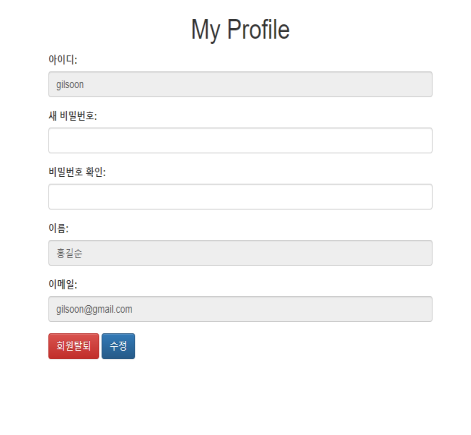 My Profile
아이디:
gilsoon
새 비밀번호:
비밀번호 확인:
이름:
홍길순
이메일:
gilsoon@gmail.com
회원탈퇴 수정